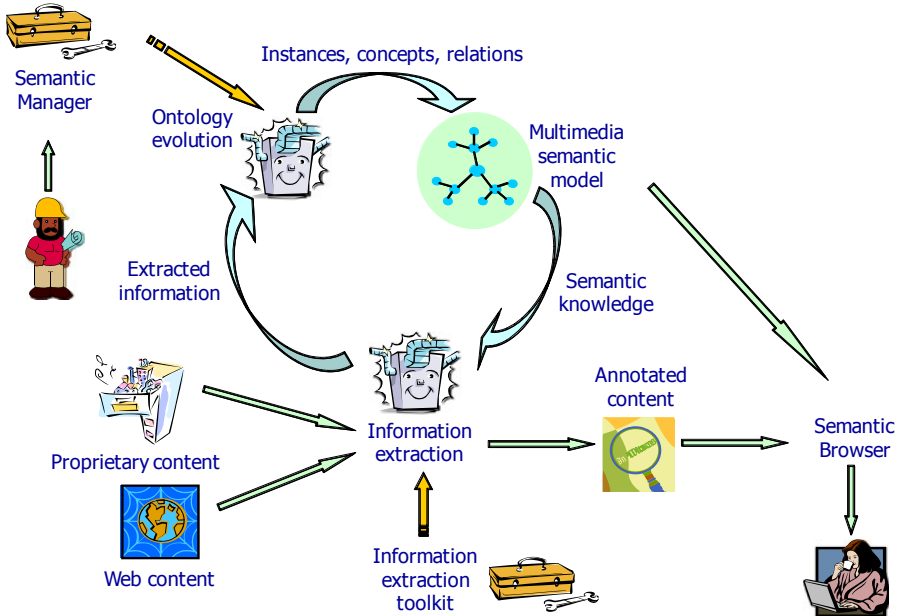 Instances, concepts, relations
Semantic
Manager
Ontology
evolution
Multimedia
semantic
model
Extracted
information
Semantic
knowledge
Annotated
content
Proprietary content
Information
extraction
Semantic
Browser
Web content
Information
extraction
toolkit